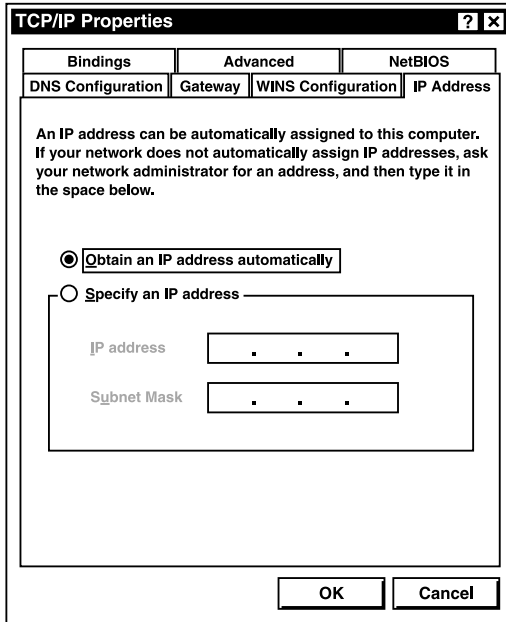 TCP/IP Properties ? X
Bindings Advanced NetBIOS
DNS Configuration Gateway WINS Configuration IP Address
An IP address can be automatically assigned to this computer.
If your network does not automatically assign IP addresses, ask
your network administrator for an address, and then type it in
the space below.
Obtain an IP address automatically
Specify an IP address
IP address . . .
Subnet Mask . . .
OK Cancel